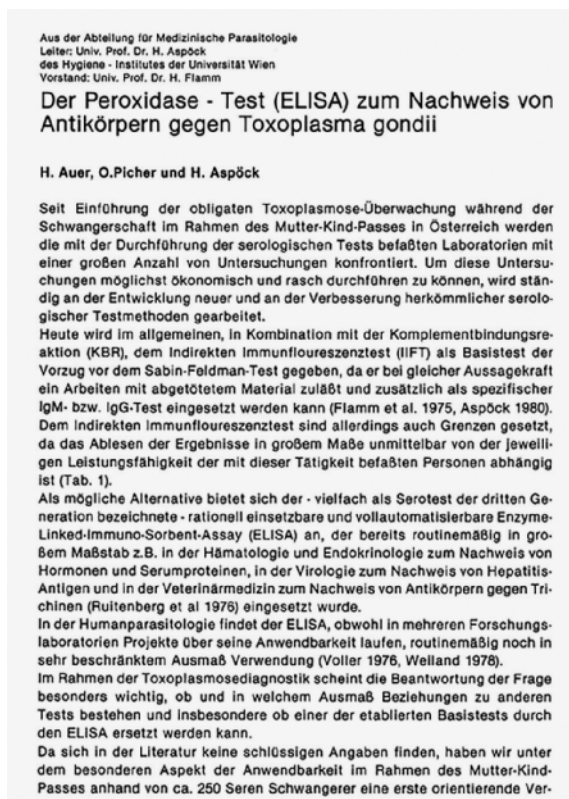 Aus der Abteilung für Medizinische Parasitologie
Leiter: Univ. Prof. Dr. H. Aspöck
des Hygiene - Institutes der Universität Wien
Vorstand: Univ. Prof. Dr. H. Flamm
Der Peroxidase - Test (ELISA) zum Nachweis von
Antikörpern gegen Toxoplasma gondii
H. Auer, O.Picher und H. Aspöck
Seit Einführung der obligaten Toxoplasmose-Überwachung während der
Schwangerschaft im Rahmen des Mutter-Kind-Passes in Österreich werden
die mit der Durchführung der serologischen Tests befaßten Laboratorien mit
einer großen Anzahl von Untersuchungen konfrontiert. Um diese Untersu-
chungen möglichst ökonomisch und rasch durchführen zu können, wird stän-
dig an der Entwicklung neuer und an der Verbesserung herkömmlicher serolo-
gischer Testmethoden gearbeitet.
Heute wird im allgemeinen, in Kombination mit der Komplementbindungsre-
aktion (KBR), dem Indirekten Immunfloureszenztest (IIFT) als Basistest der
Vorzug vor dem Sabin-Feldman-Test gegeben, da er bei gleicher Aussagekraft
ein Arbeiten mit abgetötetem Material zuläßt und zusätzlich als spezifischer
IgM- bzw. IgG-Test eingesetzt werden kann (Flamm et al. 1975, Aspöck 1980).
Dem Indirekten Immunfloureszenztest sind allerdings auch Grenzen gesetzt,
da das Ablesen der Ergebnisse in großem Maße unmittelbar von der jeweili-
gen Leistungsfähigkeit der mit dieser Tätigkeit befaßten Personen abhängig
ist (Tab. 1).
Als mögliche Alternative bietet sich der - vielfach als Serotest der dritten Ge-
neration bezeichnete - rationell einsetzbare und vollautomatisierbare Enzyme-
Linked-Immuno-Sorbent-Assay (ELISA) an, der bereits routinemäßig in gro-
ßem Maßstab z.B. in der Hämatologie und Endokrinologie zum Nachweis von
Hormonen und Serumproteinen, in der Virologie zum Nachweis von Hepatitis-
Antigen und in der Veterinärmedizin zum Nachweis von Antikörpern gegen Tri-
chinen (Ruitenberg et al 1976) eingesetzt wurde.
In der Humanparasitologie findet der ELISA, obwohl in mehreren Forschungs-
laboratorien Projekte über seine Anwendbarkeit laufen, routinemäßig noch in
sehr beschränktem Ausmaß Verwendung (Voller 1976, Weiland 1978).
Im Rahmen der Toxoplasmosediagnostik scheint die Beantwortung der Frage
besonders wichtig, ob und in welchem Ausmaß Beziehungen zu anderen
Tests bestehen und insbesondere ob einer der etablierten Basistests durch
den ELISA ersetzt werden kann.
Da sich in der Literatur keine schlüssigen Angaben finden, haben wir unter
dem besonderen Aspekt der Anwendbarkeit im Rahmen des Mutter-Kind-
Passes anhand von ca. 250 Seren Schwangerer eine erste orientierende Ver-